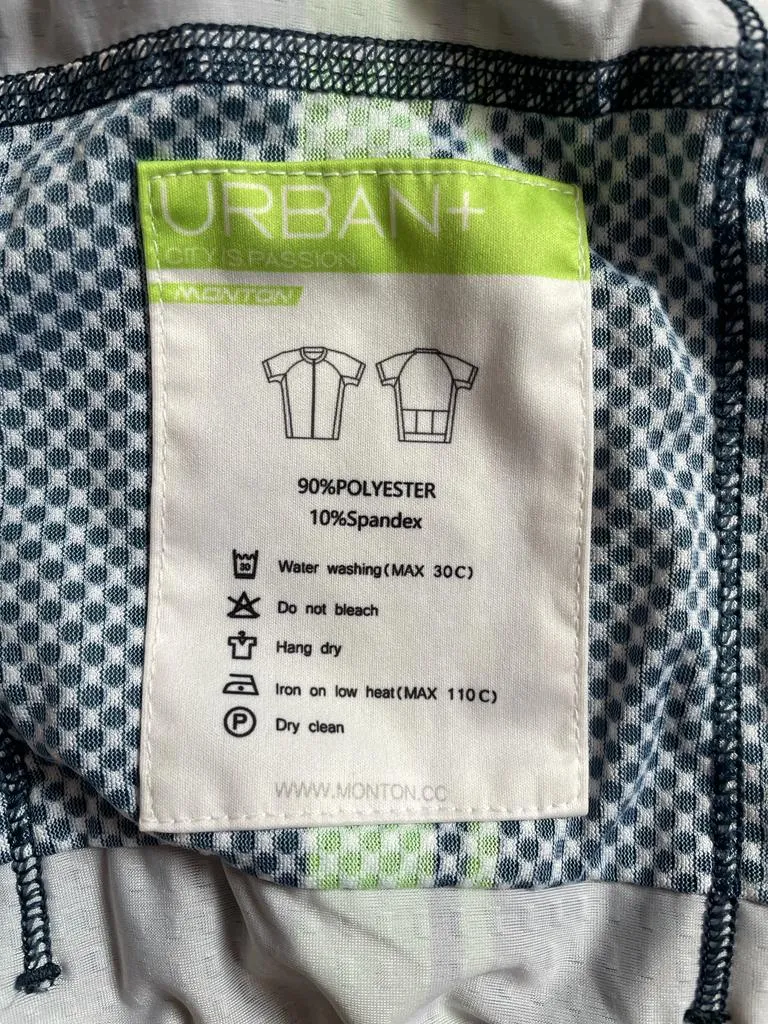 URBAN+
CITY IS PASSION
MONTON
90%POLYESTER
10%Spandex
30 Water washing(MAX 30C)
Do not bleach
Hang dry
Iron on low heat(MAX 110C)
P Dry clean
WWW.MONTON.CC